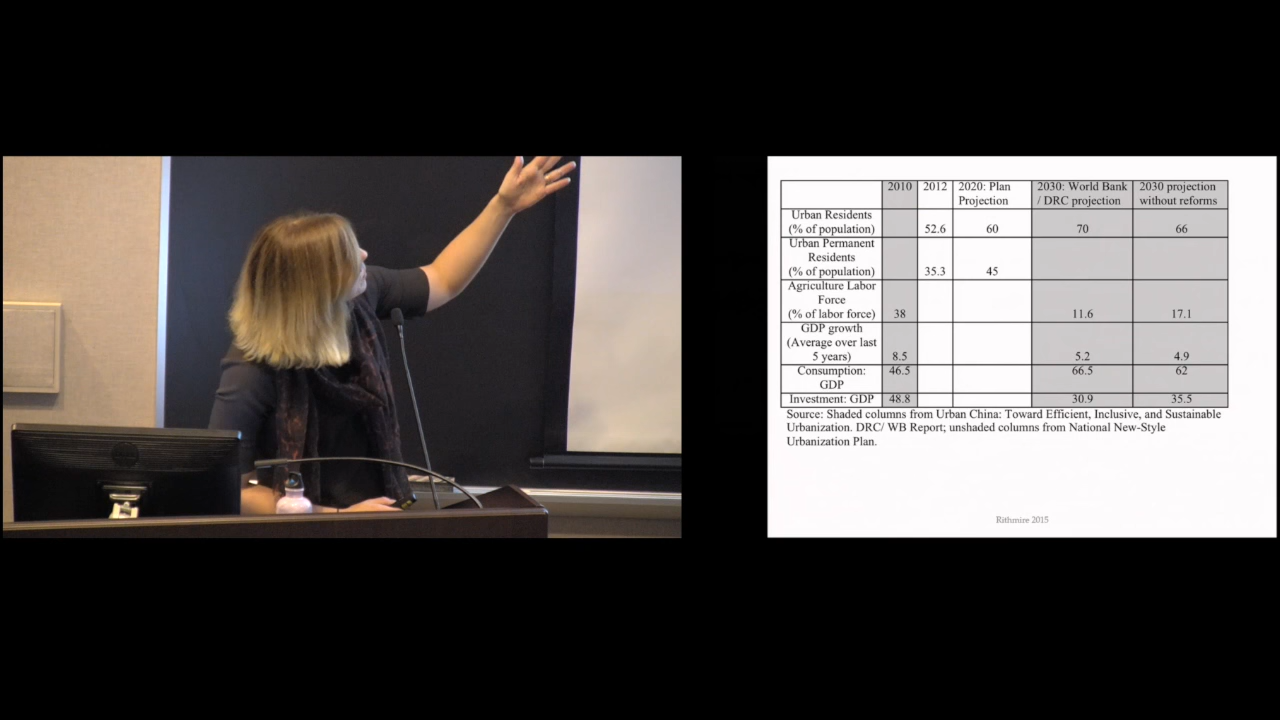 2010 2012 2020: Plan Projection 2030: World Bank / DRC projection 2030 projection without reforms
Urban Residents
(% of population) 52.6 60 70 66
Urban Permanent
Residents
(% of population) 35.3 45
Agriculture Labor
Force
(% of labor force) 38 11.6 17.1
GDP growth
(Average over last
5 years) 8.5 5.2 4.9
Consumption: 46.5 66.5 62
GDP
Investment: GDP 48.8 30.9 35.5
Source: Shaded columns from Urban China: Toward Efficient, Inclusive, and Sustainable
Urbanization. DRC/ WB Report; unshaded columns from National New-Style
Urbanization Plan.
Rithmire 2015